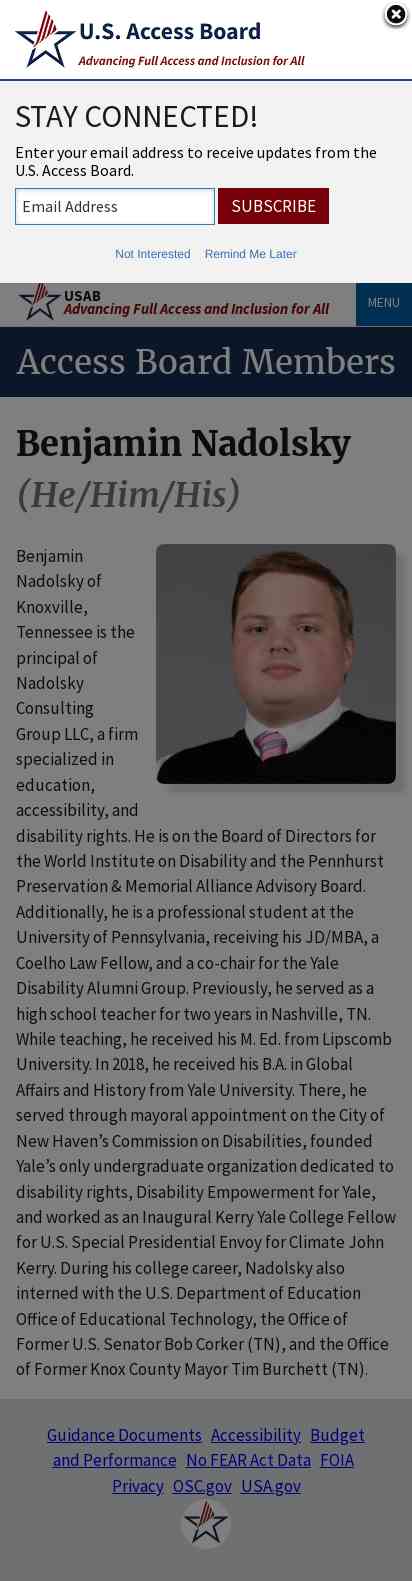 U.S. Access Board
Advancing Full Access and Inclusion for All
STAY CONNECTED!
Enter your email address to receive updates from the
U.S. Access Board.
Email Address SUBSCRIBE
Not Interested Remind Me Later
USAB
Advancing Full Access and Inclusion for All
MENU
Access Board Members
Benjamin Nadolsky
(He/Him/His)
Benjamin
Nadolsky of
Knoxville,
Tennessee is the
principal of
Nadolsky
Consulting
Group LLC, a firm
specialized in
education,
accessibility, and
disability rights. He is on the Board of Directors for
the World Institute on Disability and the Pennhurst
Preservation & Memorial Alliance Advisory Board.
Additionally, he is a professional student at the
University of Pennsylvania, receiving his JD/MBA, a
Coelho Law Fellow, and a co-chair for the Yale
Disability Alumni Group. Previously, he served as a
high school teacher for two years in Nashville, TN.
While teaching, he received his M. Ed. from Lipscomb
University. In 2018, he received his B.A. in Global
Affairs and History from Yale University. There, he
served through mayoral appointment on the City of
New Haven’s Commission on Disabilities, founded
Yale’s only undergraduate organization dedicated to
disability rights, Disability Empowerment for Yale,
and worked as an Inaugural Kerry Yale College Fellow
for U.S. Special Presidential Envoy for Climate John
Kerry. During his college career, Nadolsky also
interned with the U.S. Department of Education
Office of Educational Technology, the Office of
Former U.S. Senator Bob Corker (TN), and the Office
of Former Knox County Mayor Tim Burchett (TN).
Guidance Documents Accessibility Budget
and Performance No FEAR Act Data FOIA
Privacy OSC.gov USA.gov